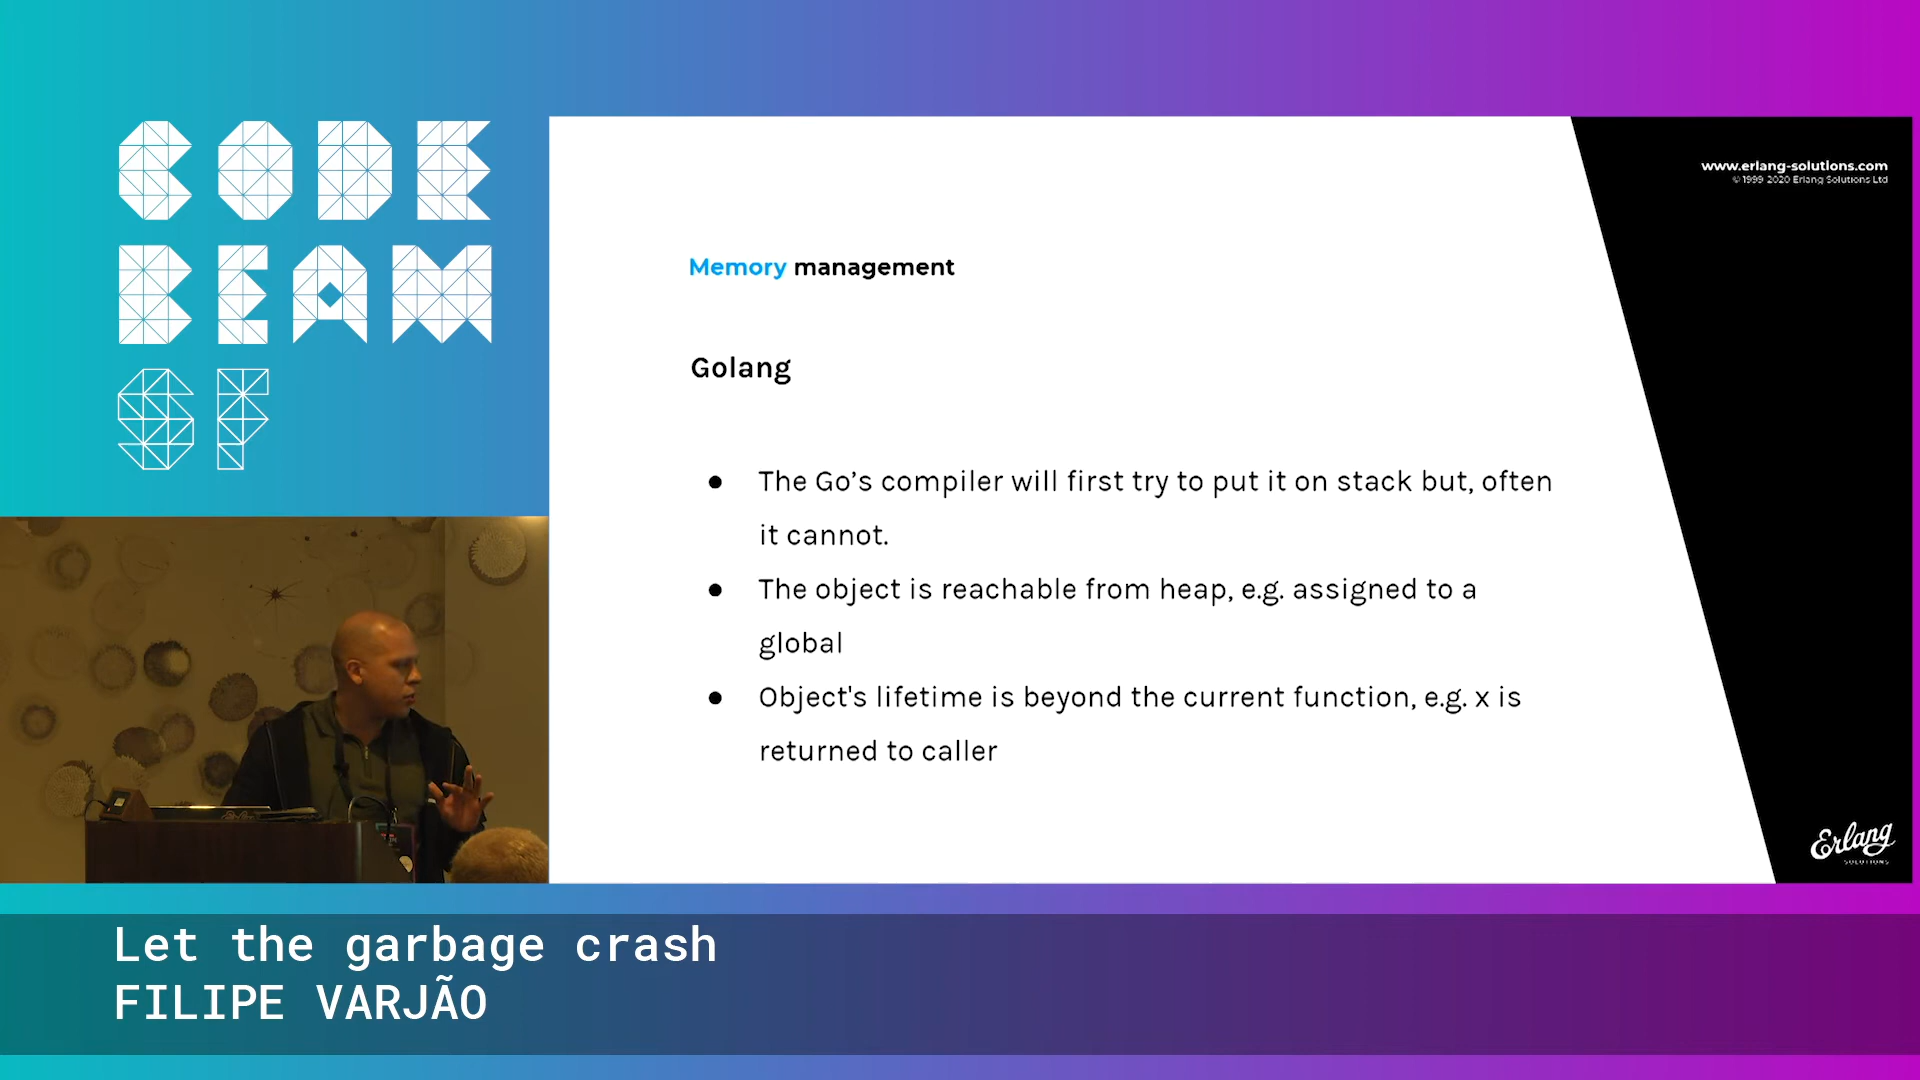 CODE
BEAM
SF
www.erlang-solutions.com
© 1999-2020 Erlang Solutions Ltd
Memory management
Golang
● The Go’s compiler will first try to put it on stack but, often
it cannot.
● The object is reachable from heap, e.g. assigned to a
global
● Object's lifetime is beyond the current function, e.g. x is
returned to caller
Erlang
SOLUTIONS
Let the garbage crash
FILIPE VARJÃO